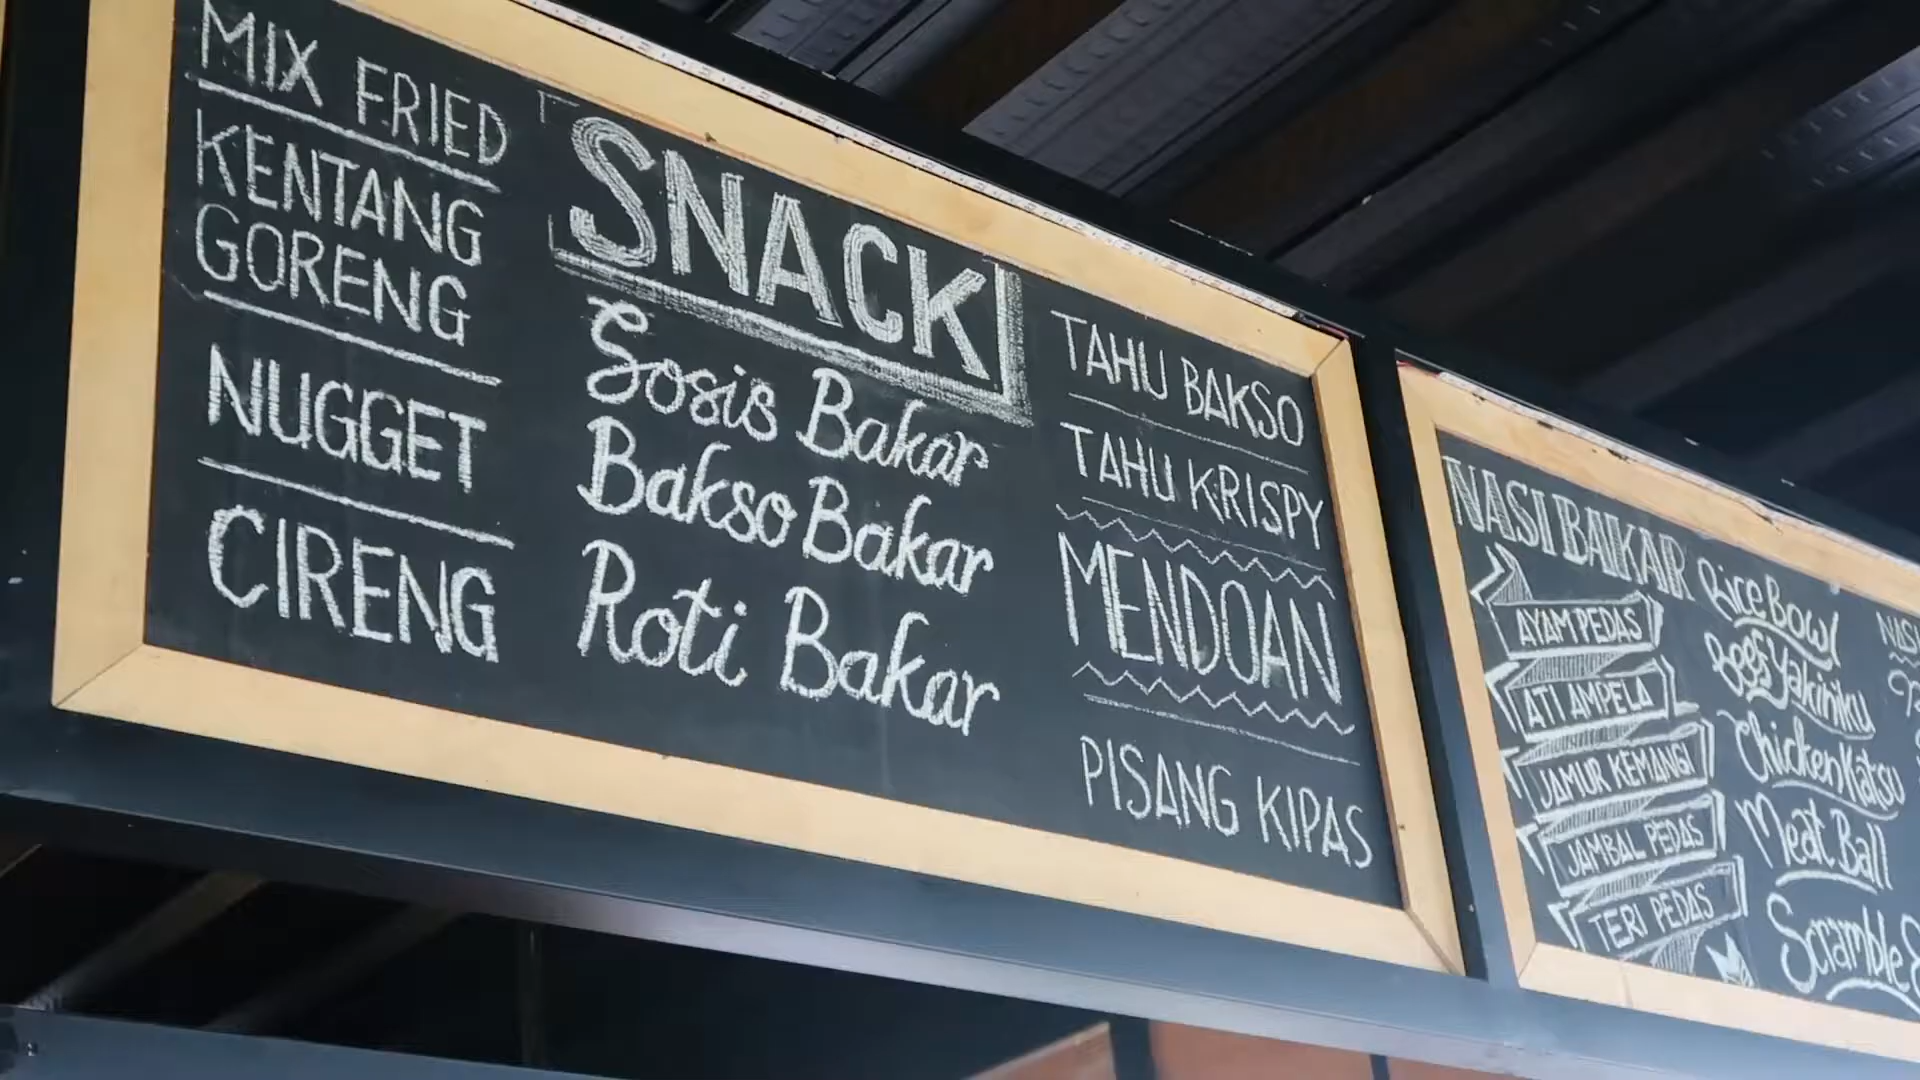 MIX FRIED
KENTANG
GORENG
NUGGET
CIRENG
SNACK
Sosis Bakar
Bakso Bakar
Roti Bakar
TAHU BAKSO
TAHU KRISPY
MENDOAN
PISANG KIPAS
NASI BAKAR
AYAM PEDAS
ATI AMPELA
JAMUR KEMANGI
JAMBAL PEDAS
TERI PEDAS
Rice Bowl
Beef Yakiniku
Chicken Katsu
Meat Ball
Scramble